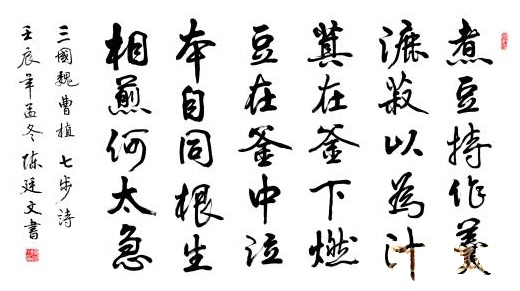 煮豆持作羹
漉菽以為汁
萁在釜下燃
豆在釜中泣
本自同根生
相煎何太急
三國魏曹植七步詩
壬辰年孟冬陳廷文書